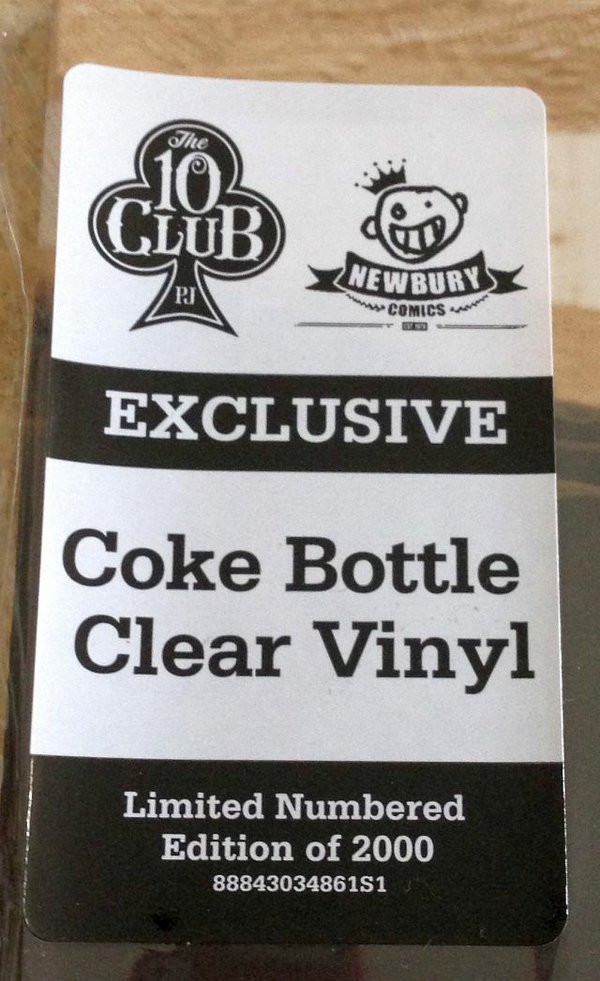 The
10
CLUB
PJ
NEWBURY
COMICS
EST 1978
EXCLUSIVE
Coke Bottle
Clear Vinyl
Limited Numbered
Edition of 2000
88843034861S1